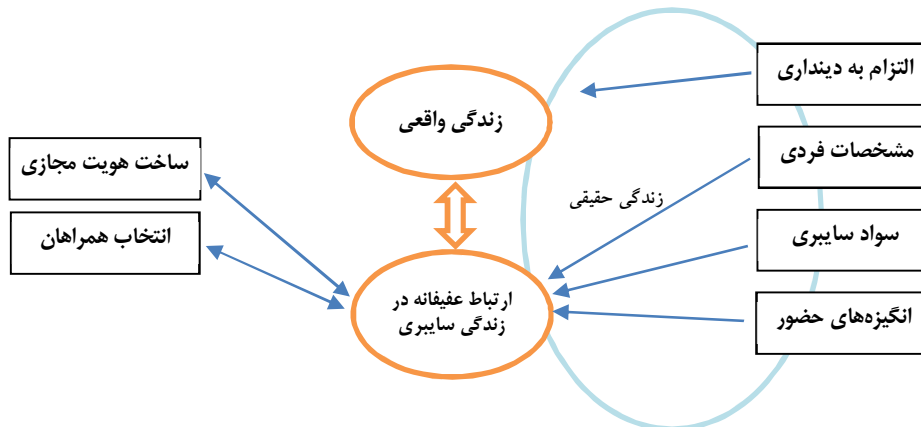 التزام به دینداری
زندگی واقعی
مشخصات فردی
ساخت هویت مجازی
زندگی حقیقی
سواد سایبری
انتخاب همراهان
ارتباط عفیفانه در
زندگی سایبری
انگیزه‌های حضور